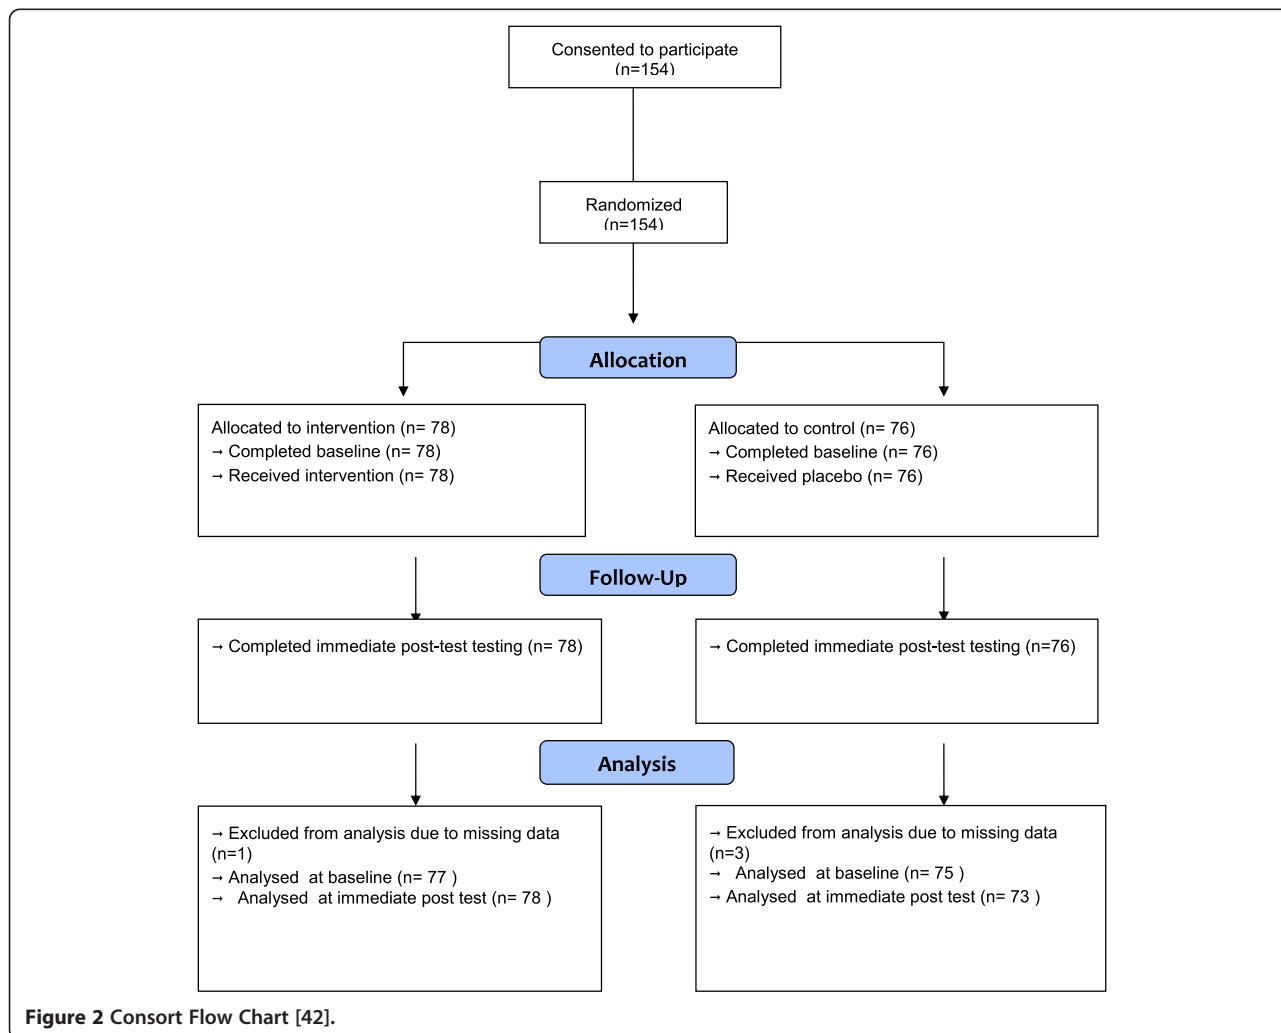 Consented to participate
(n=154)
Randomized
(n=154)
Allocation
Allocated to intervention (n= 78)
→ Completed baseline (n= 78)
→ Received intervention (n= 78)
Allocated to control (n= 76)
→ Completed baseline (n= 76)
→ Received placebo (n= 76)
Follow-Up
→ Completed immediate post-test testing (n= 78)
→ Completed immediate post-test testing (n=76)
Analysis
→ Excluded from analysis due to missing data
(n=1)
→ Analysed at baseline (n= 77 )
→ Analysed at immediate post test (n= 78 )
→ Excluded from analysis due to missing data
(n=3)
→ Analysed at baseline (n= 75 )
→ Analysed at immediate post test (n= 73 )
Figure 2 Consort Flow Chart [42].